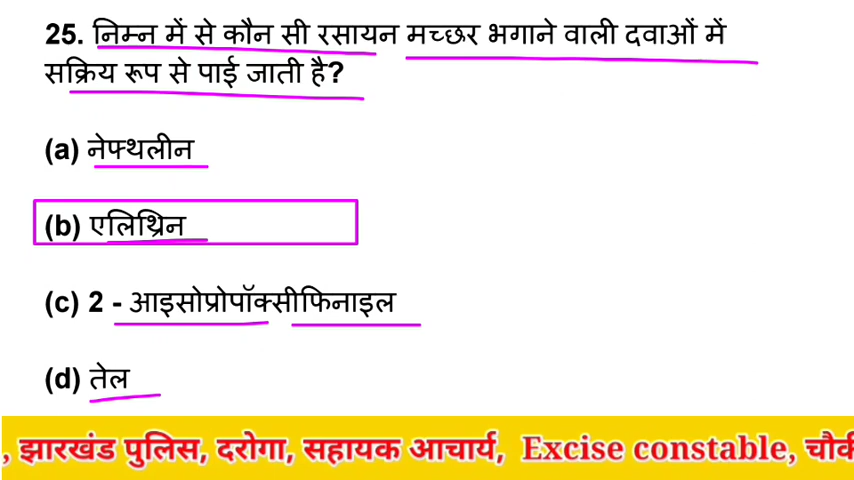 25. निम्न में से कौन सी रसायन मच्छर भगाने वाली दवाओं में
सक्रिय रूप से पाई जाती है?
(a) नेफ्थलीन
(b) एलिथ्रिन
(c) 2 - आइसोप्रोपॉक्सीफिनाइल
(d) तेल
, झारखंड पुलिस, दरोगा, सहायक आचार्य, Excise constable,